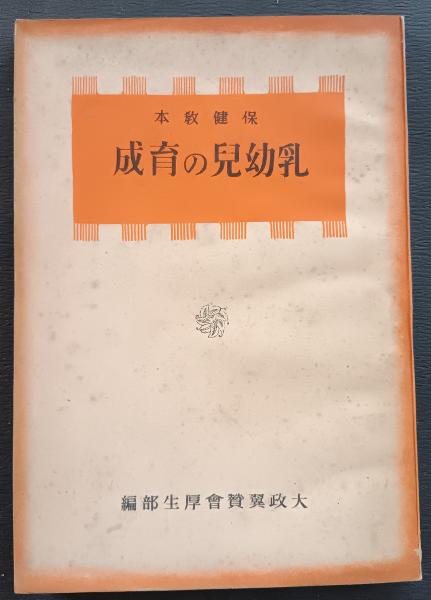 保健教本
乳幼兒の育成
大政翼贊會厚生部編